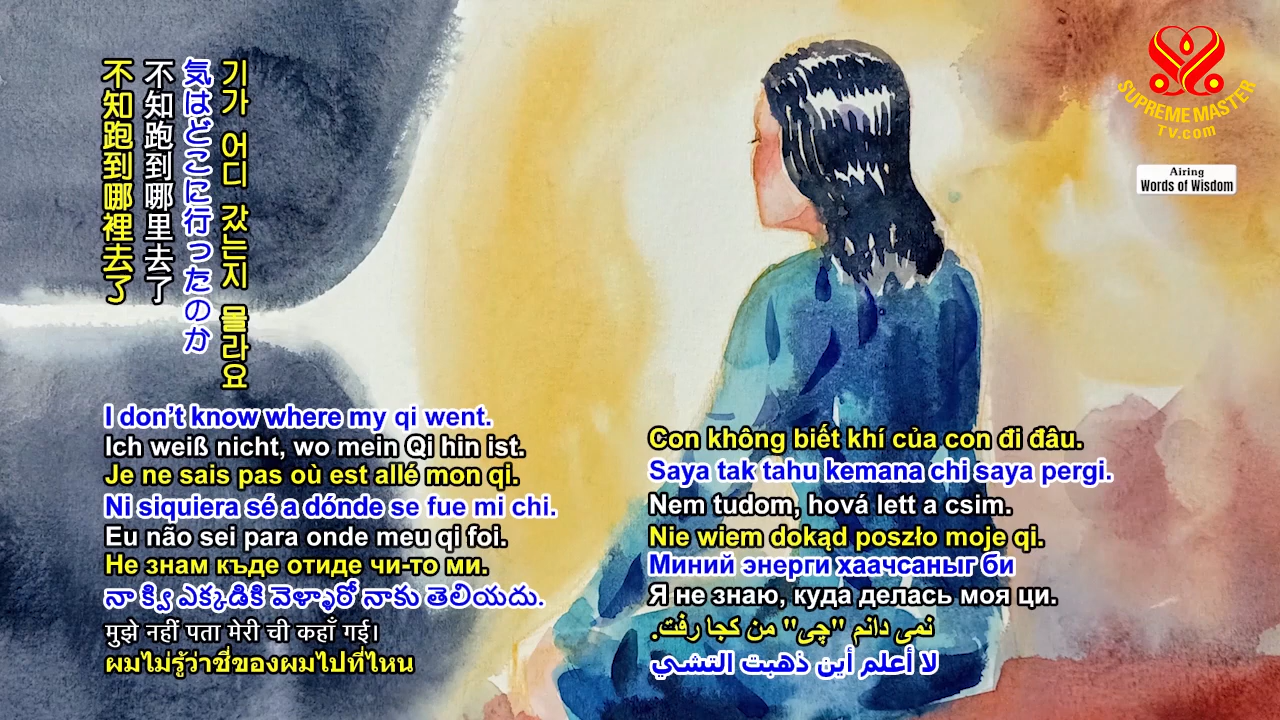 不知跑到哪裡去了
不知跑到哪里去了
気はどこに行ったのか
기가 어디 갔는지 몰라요
I don’t know where my qi went.
Ich weiß nicht, wo mein Qi hin ist.
Je ne sais pas où est allé mon qi.
Ni siquiera sé a dónde se fue mi chi.
Eu não sei para onde meu qi foi.
Не знам къде отиде чи-то ми.
నా క్వి ఎక్కడికి వెళ్ళారో నాకు తెలియదు.
मुझे नहीं पता मेरी ची कहाँ गई।
ผมไม่รู้ว่าชี่ของผมไปที่ไหน
Con không biết khí của con đi đâu.
Saya tak tahu kemana chi saya pergi.
Nem tudom, hová lett a csim.
Nie wiem dokąd poszło moje qi.
Миний энерги хаачсаныг би
Я не знаю, куда делась моя ци.
نمی دانم "چی" من کجا رفت.
لا أعلم أين ذهبت التشي
SUPREME MASTER
TV.com
Airing
Words of Wisdom